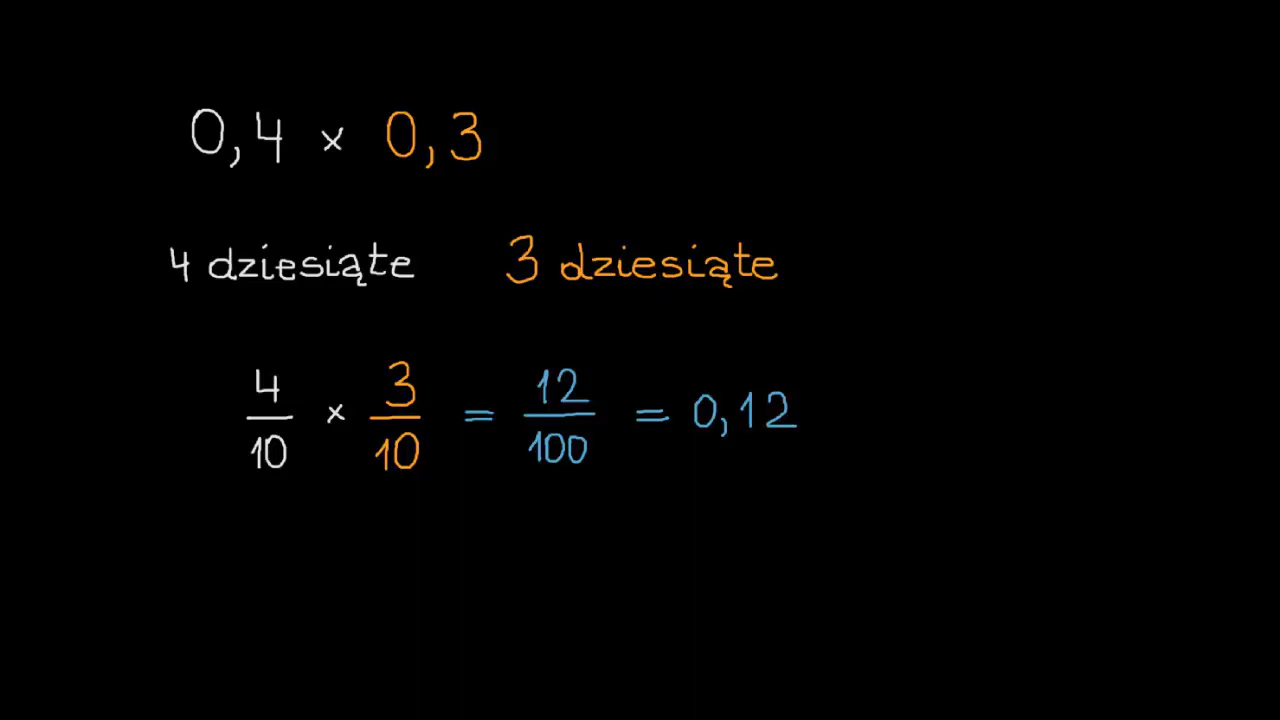 0,4 × 0,3
4 dziesiąte 3 dziesiąte
4/10 × 3/10 = 12/100 = 0,12